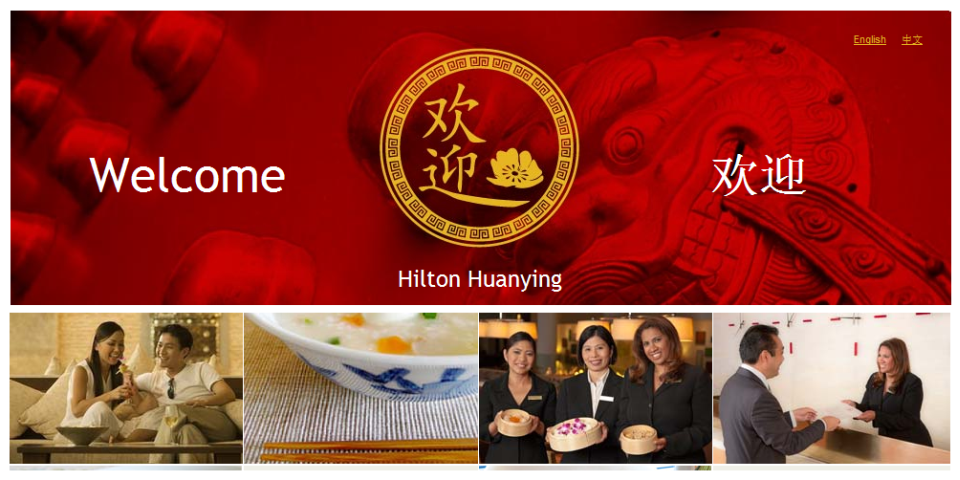 English 中文
欢
迎
Welcome
欢迎
Hilton Huanying